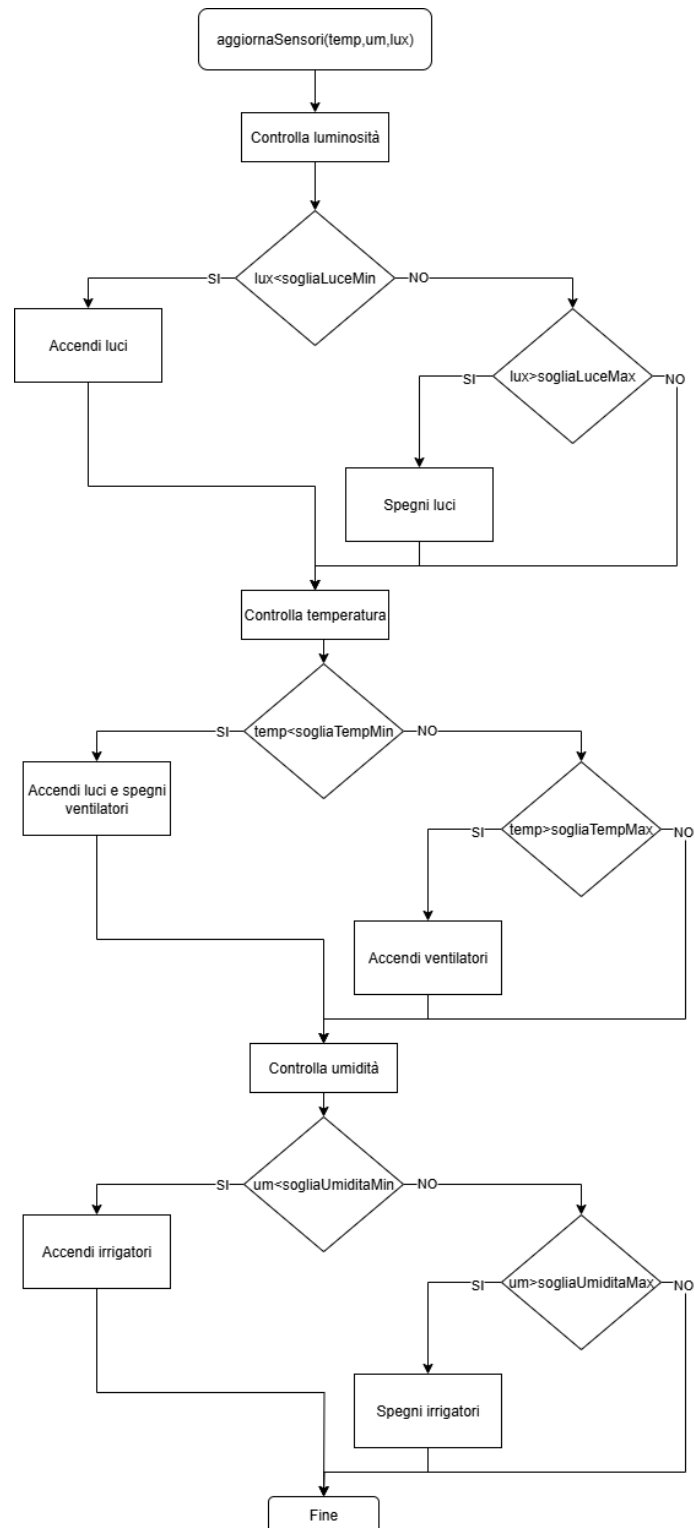 aggiornaSensori(temp,um,lux)
Controlla luminosità
lux<sogliaLuceMin
SI
NO
Accendi luci
lux>sogliaLuceMax
SI
NO
Spegni luci
Controlla temperatura
temp<sogliaTempMin
SI
NO
Accendi luci e spegni
ventilatori
temp>sogliaTempMax
SI
NO
Accendi ventilatori
Controlla umidità
um<sogliaUmiditaMin
SI
NO
Accendi irrigatori
um>sogliaUmiditaMax
SI
NO
Spegni irrigatori
Fine